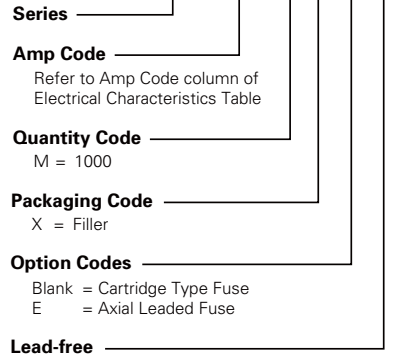 Series
Amp Code
Refer to Amp Code column of
Electrical Characteristics Table
Quantity Code
M = 1000
Packaging Code
X = Filler
Option Codes
Blank = Cartridge Type Fuse
E = Axial Leaded Fuse
Lead-free